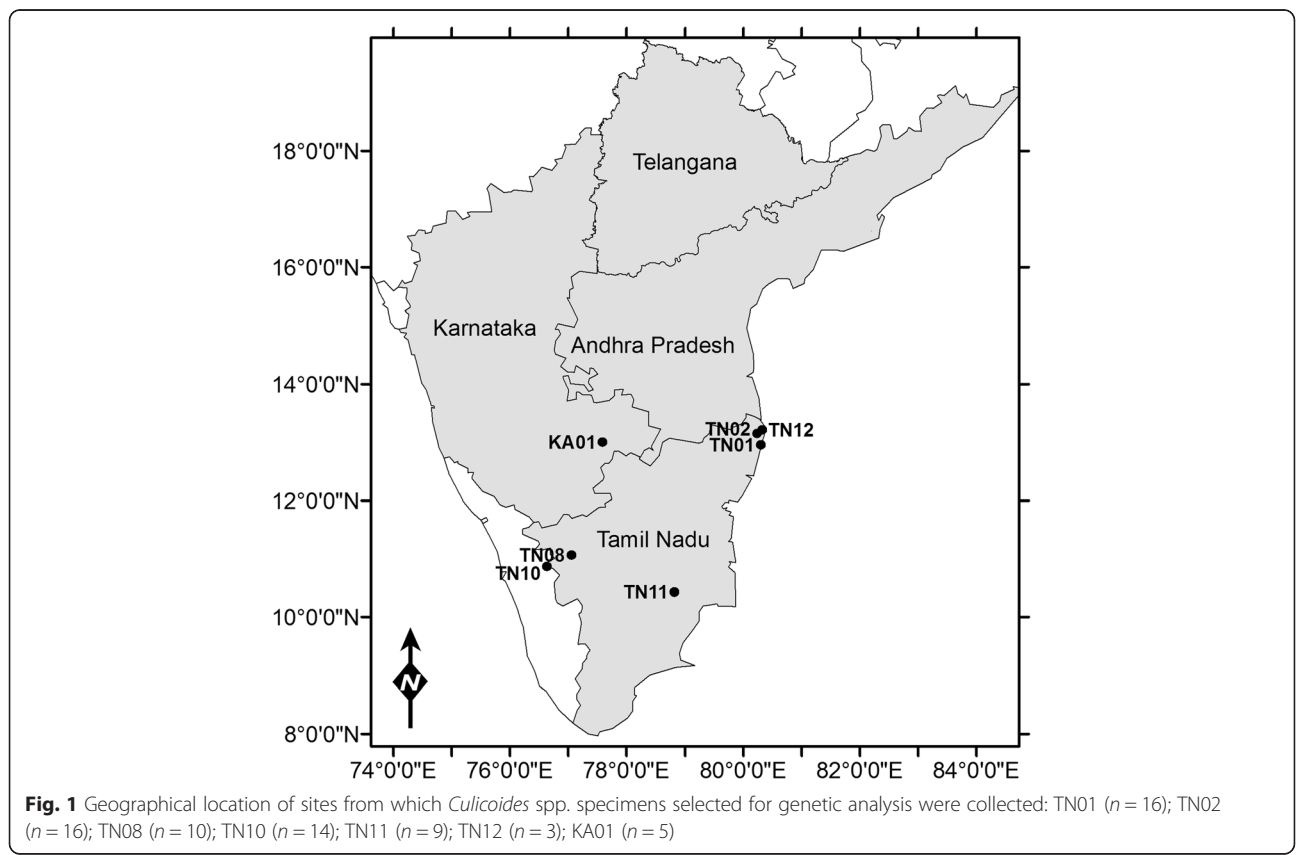 18°0'0"N
Telangana
16°0'0"N
Karnataka
Andhra Pradesh
14°0'0"N
TN02 TN12
KA01 TN01
12°0'0"N
Tamil Nadu
TN08
TN10
TN11
10°0'0"N
N
8°0'0"N
74°0'0"E 76°0'0"E 78°0'0"E 80°0'0"E 82°0'0"E 84°0'0"E
Fig. 1 Geographical location of sites from which Culicoides spp. specimens selected for genetic analysis were collected: TN01 (n = 16); TN02
(n = 16); TN08 (n = 10); TN10 (n = 14); TN11 (n = 9); TN12 (n = 3); KA01 (n = 5)